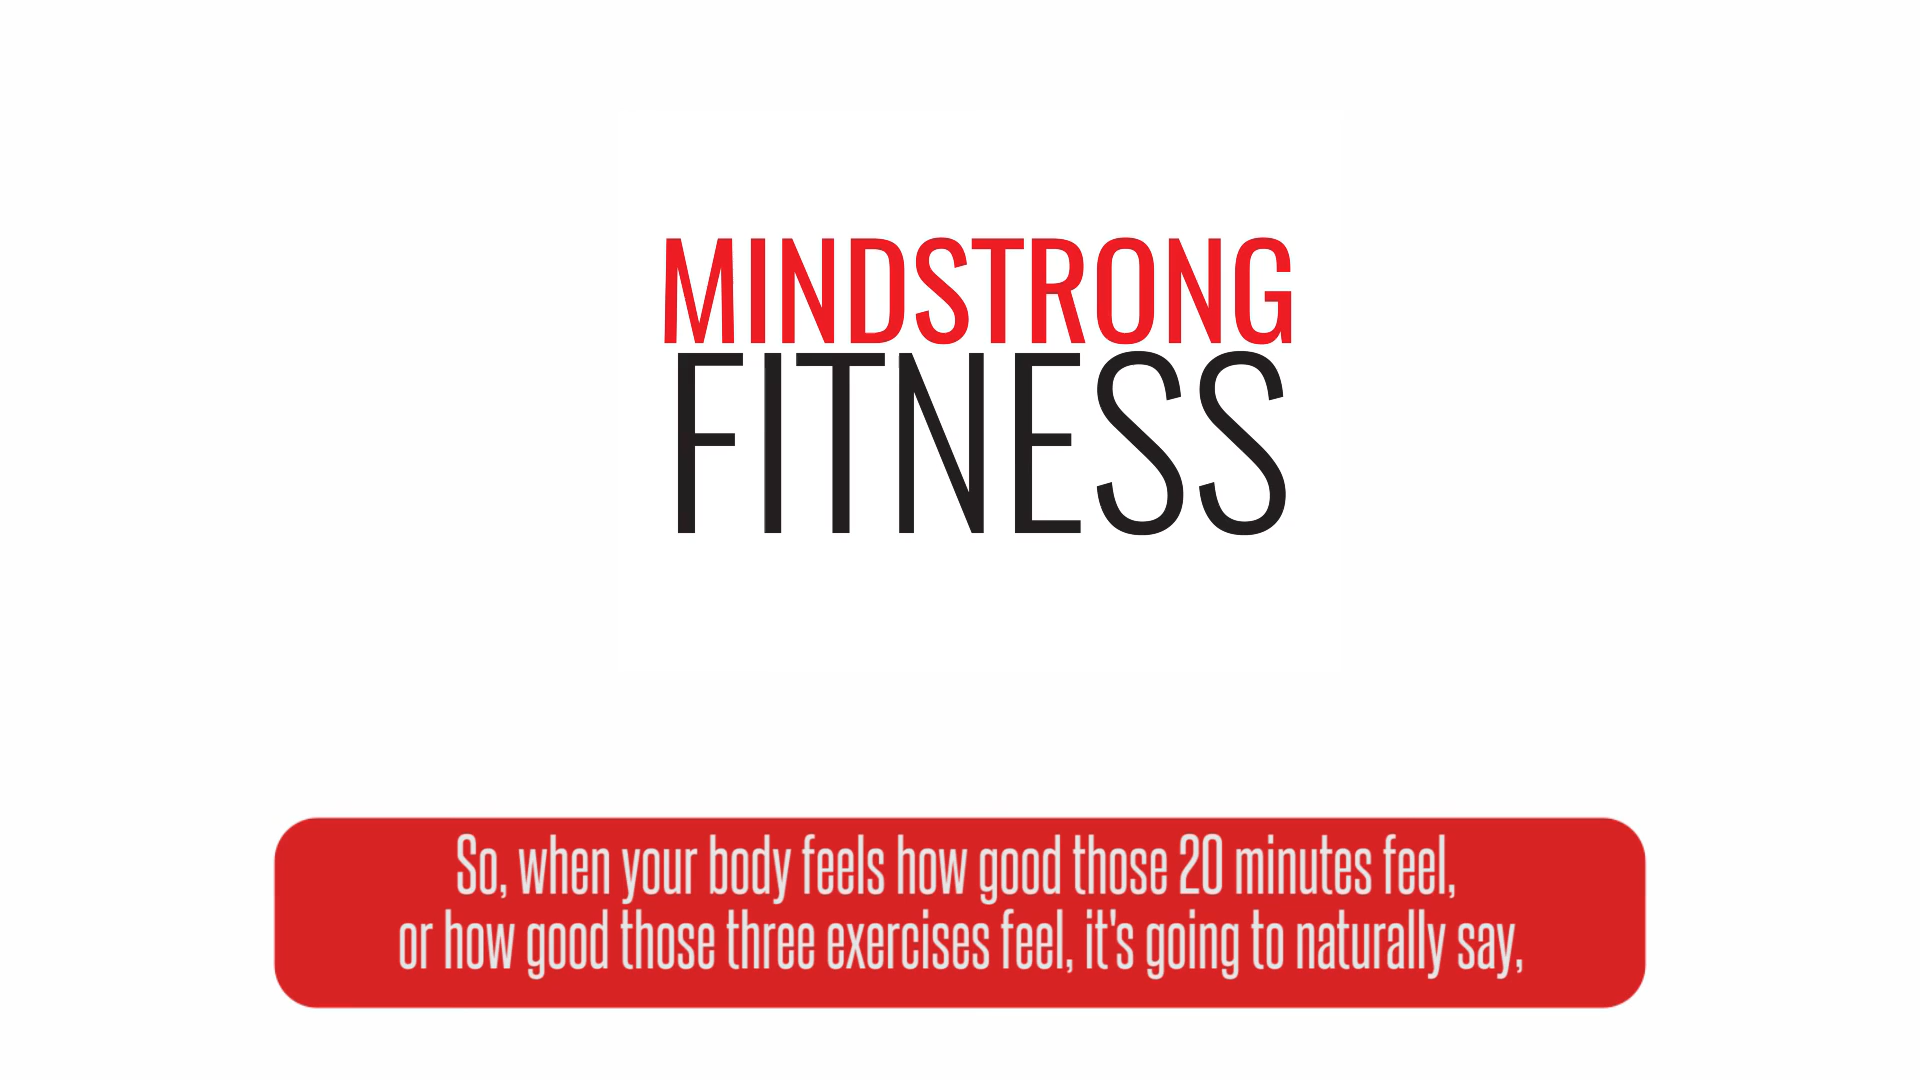 MINDSTRONG
FITNESS
So, when your body feels how good those 20 minutes feel,
or how good those three exercises feel, it's going to naturally say,